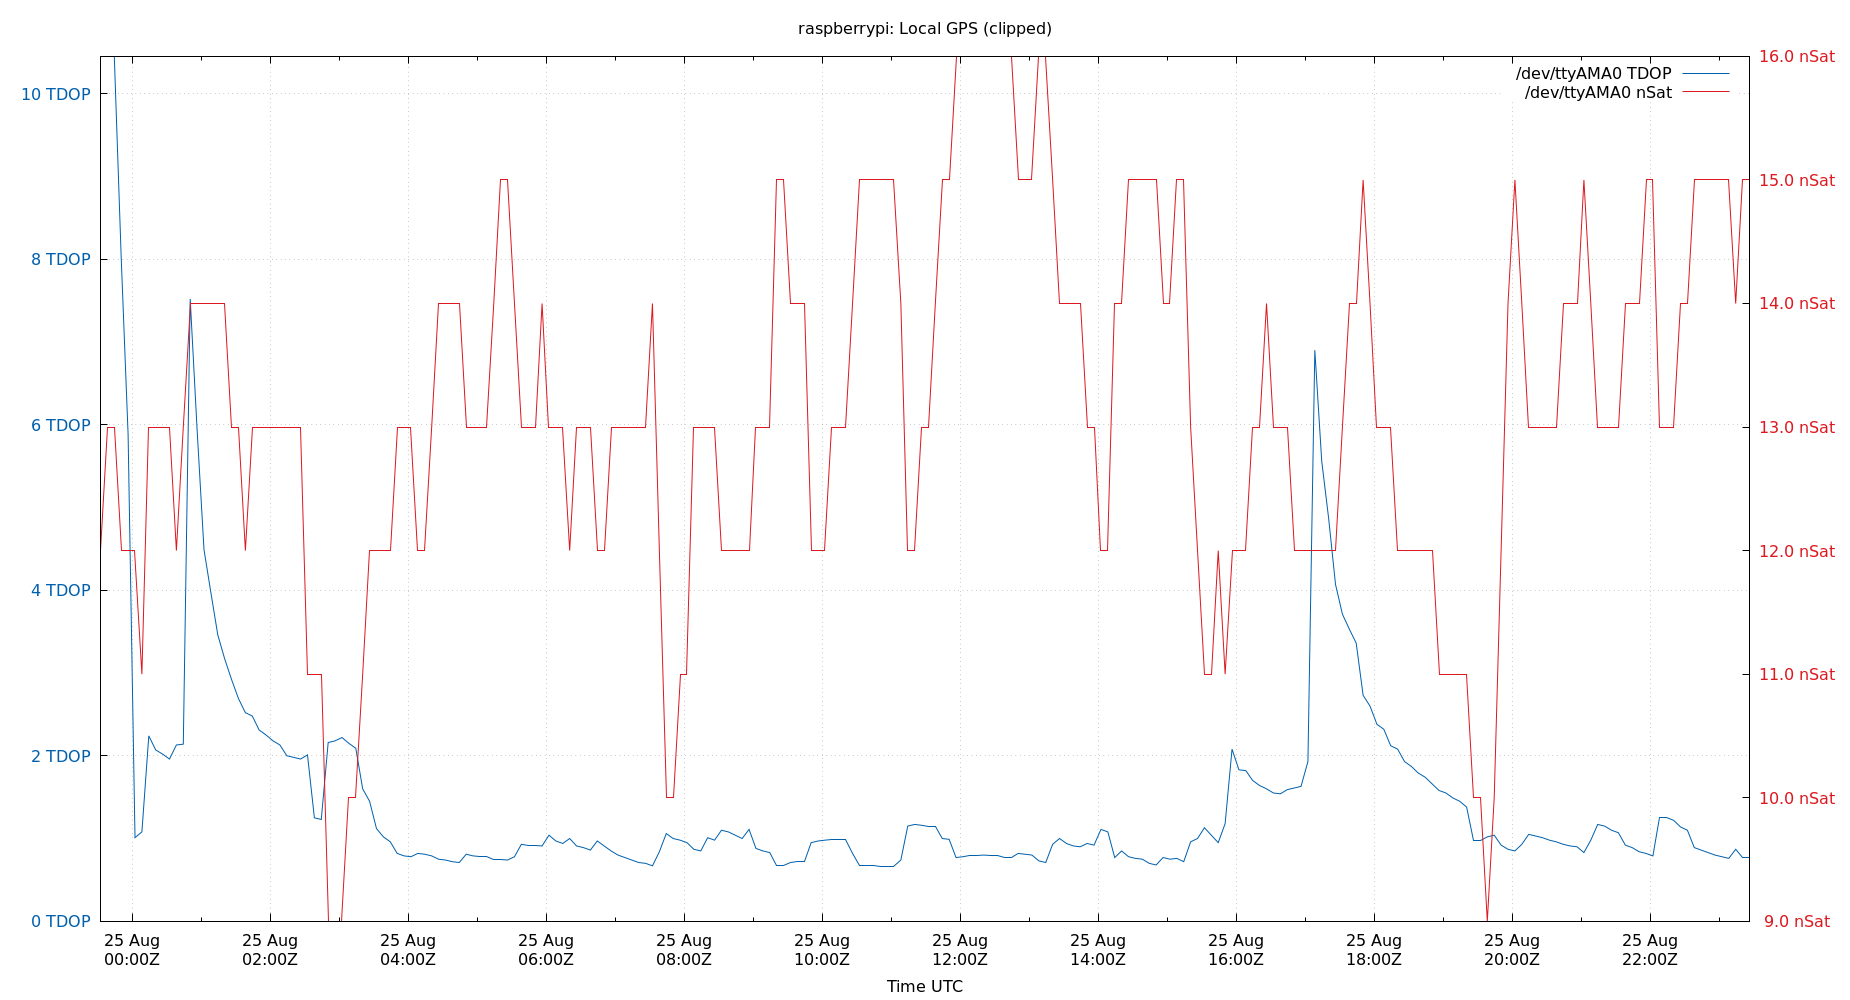 raspberrypi: Local GPS (clipped)
/dev/ttyAMA0 TDOP
/dev/ttyAMA0 nSat
10 TDOP
8 TDOP
6 TDOP
4 TDOP
2 TDOP
0 TDOP
16.0 nSat
15.0 nSat
14.0 nSat
13.0 nSat
12.0 nSat
11.0 nSat
10.0 nSat
9.0 nSat
25 Aug
00:00Z
25 Aug
02:00Z
25 Aug
04:00Z
25 Aug
06:00Z
25 Aug
08:00Z
25 Aug
10:00Z
25 Aug
12:00Z
25 Aug
14:00Z
25 Aug
16:00Z
25 Aug
18:00Z
25 Aug
20:00Z
25 Aug
22:00Z
Time UTC